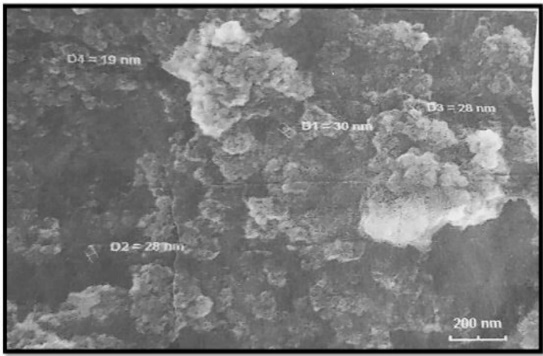 D4 = 19 nm
D3 = 28 nm
D1 = 30 nm
D2 = 28 nm
200 nm